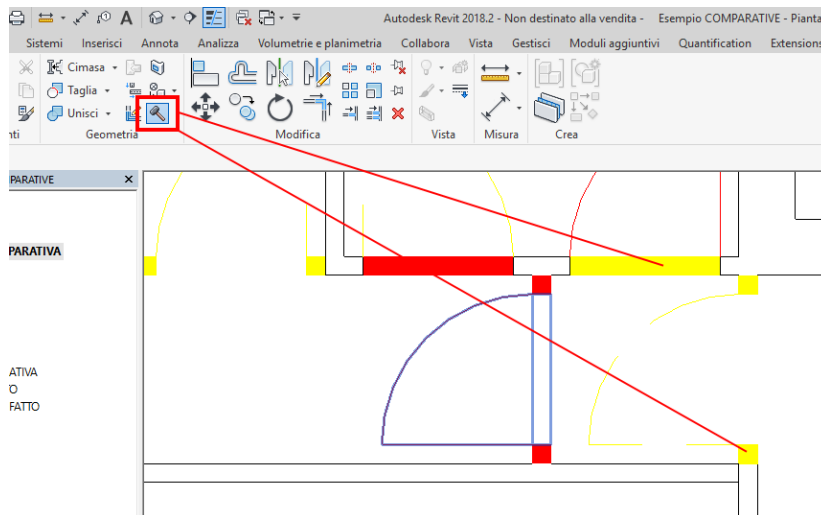 A
Autodesk Revit 2018.2 - Non destinato alla vendita - Esempio COMPARATIVE - Pianta
Sistemi Inserisci Annota Analizza Volumetrie e planimetria Collabora Vista Gestisci Moduli aggiuntivi Quantification Extensions
Cimasa
Taglia
Unisci
nti Geometria Modifica Vista Misura Crea
PARATIVE
PARATIVA
ATIVA
O
FATTO